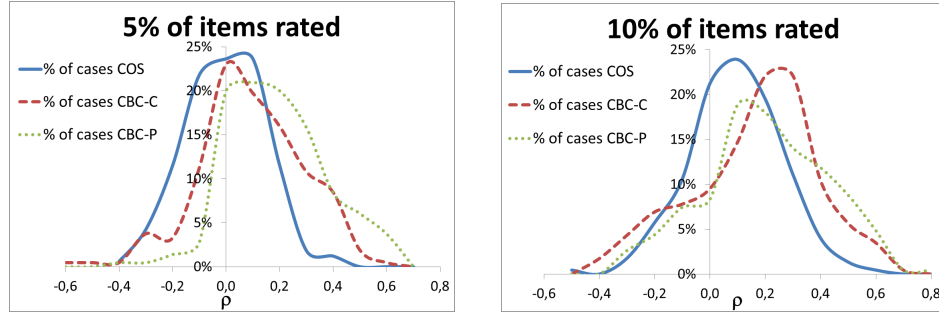 5% of items rated
25%
% of cases COS
20%
% of cases CBC-C
% of cases CBC-P
15%
10%
5%
0%
-0,6 -0,4 -0,2 0,0 0,2 0,4 0,6 0,8
ρ
10% of items rated
25%
% of cases COS
20%
% of cases CBC-C
% of cases CBC-P
15%
10%
5%
0%
-0,6 -0,4 -0,2 0,0 0,2 0,4 0,6 0,8
ρ